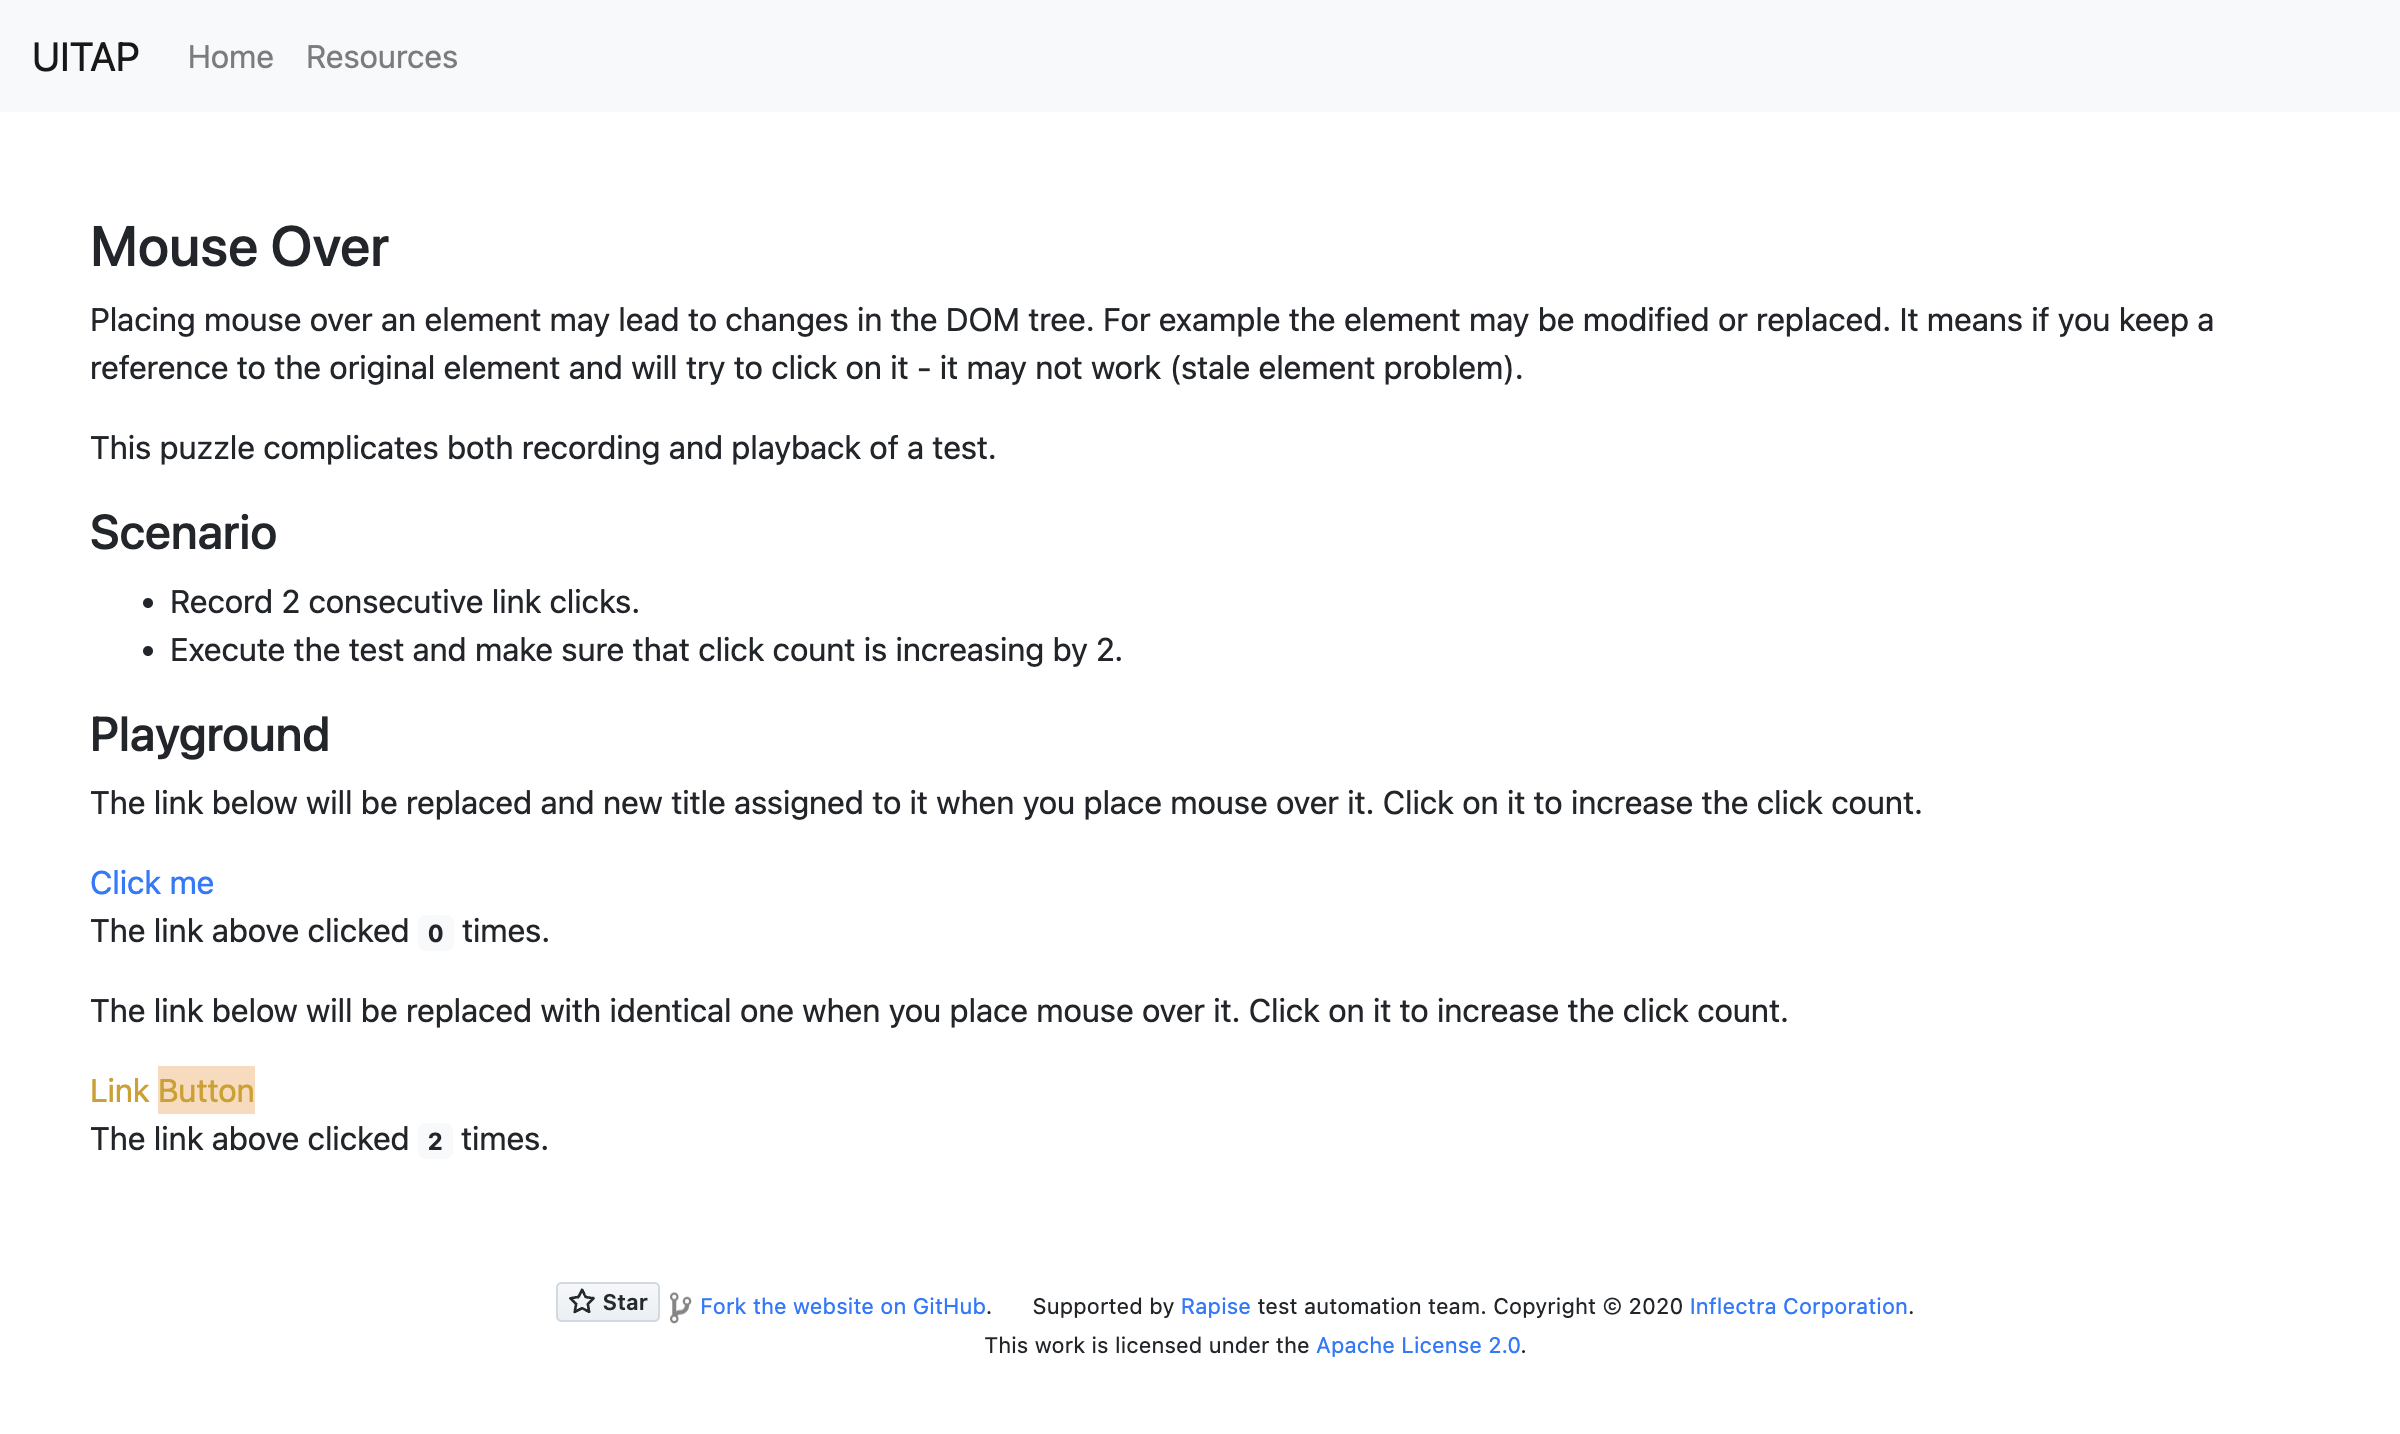 UITAP Home Resources
Mouse Over
Placing mouse over an element may lead to changes in the DOM tree. For example the element may be modified or replaced. It means if you keep a
reference to the original element and will try to click on it - it may not work (stale element problem).
This puzzle complicates both recording and playback of a test.
Scenario
• Record 2 consecutive link clicks.
• Execute the test and make sure that click count is increasing by 2.
Playground
The link below will be replaced and new title assigned to it when you place mouse over it. Click on it to increase the click count.
Click me
The link above clicked 0 times.
The link below will be replaced with identical one when you place mouse over it. Click on it to increase the click count.
Link Button
The link above clicked 2 times.
Star Fork the website on GitHub. Supported by Rapise test automation team. Copyright © 2020 Inflectra Corporation.
This work is licensed under the Apache License 2.0.